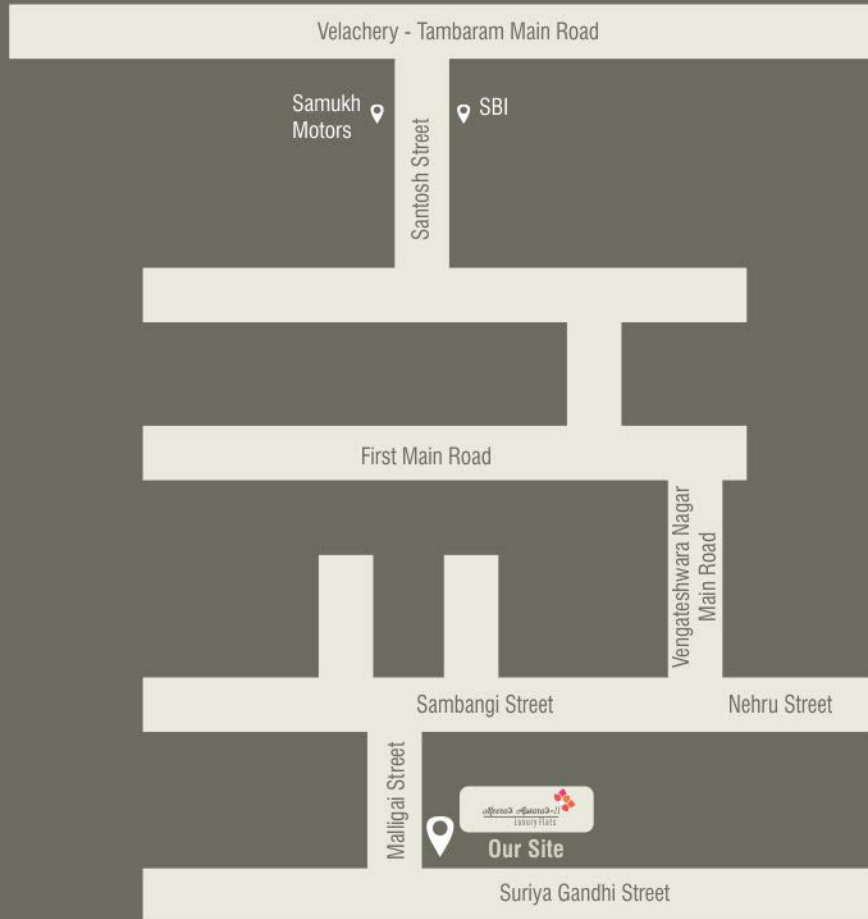 Velachery - Tambaram Main Road
Samukh
Motors
SBI
Santosh Street
First Main Road
Vengateshwara Nagar
Main Road
Sambangi Street
Nehru Street
Malligai Street
Meera's
Luxury Flats
Our Site
Suriya Gandhi Street